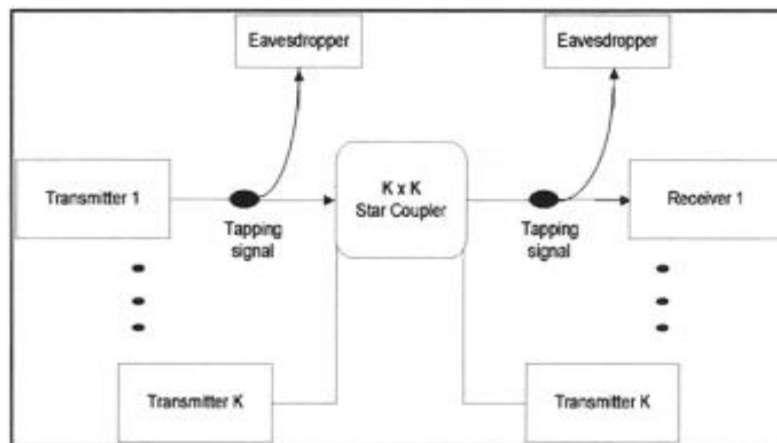 Eavesdropper
Eavesdropper
Transmitter 1
Tapping
signal
K x K
Star Coupler
Tapping
signal
Receiver 1
Transmitter K
Transmitter K